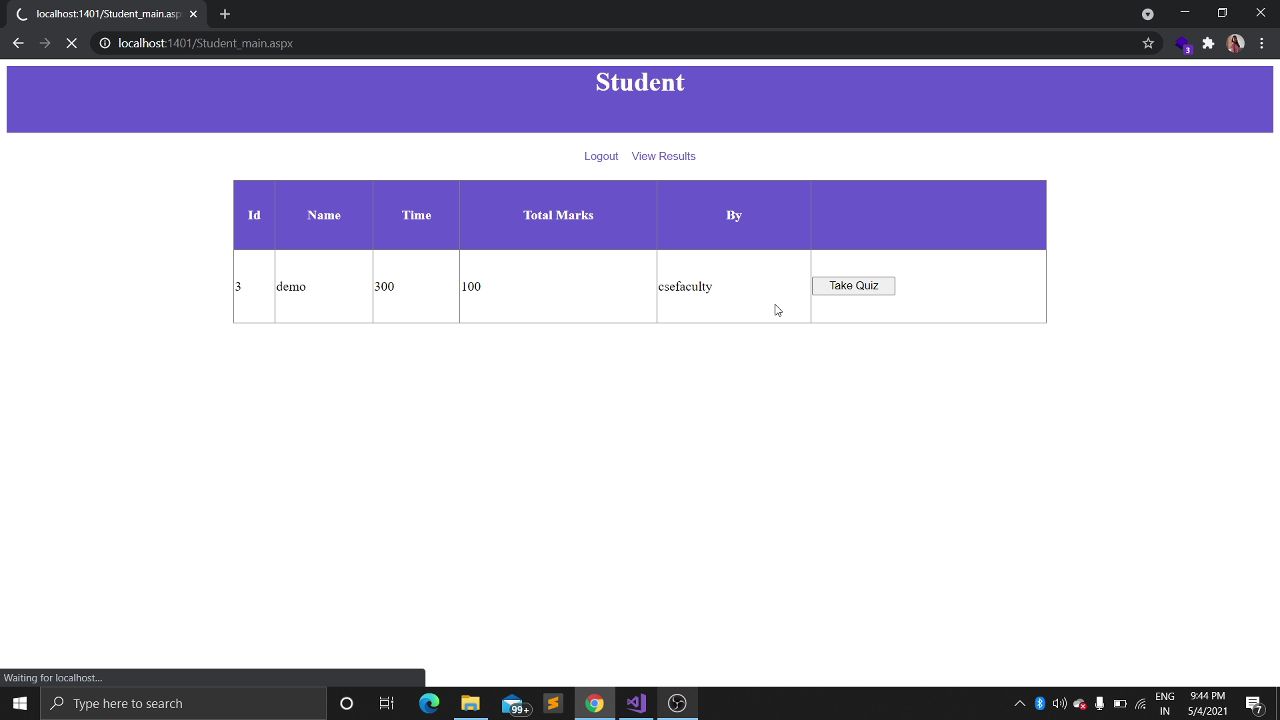 localhost:1401/Student_main.asp
localhost:1401/Student_main.aspx
3
Student
Logout View Results
Id Name Time Total Marks By
3 demo 300 100 csefaculty Take Quiz
Waiting for localhost...
Type here to search
99+
ENG
IN
9:44 PM
5/4/2021
7